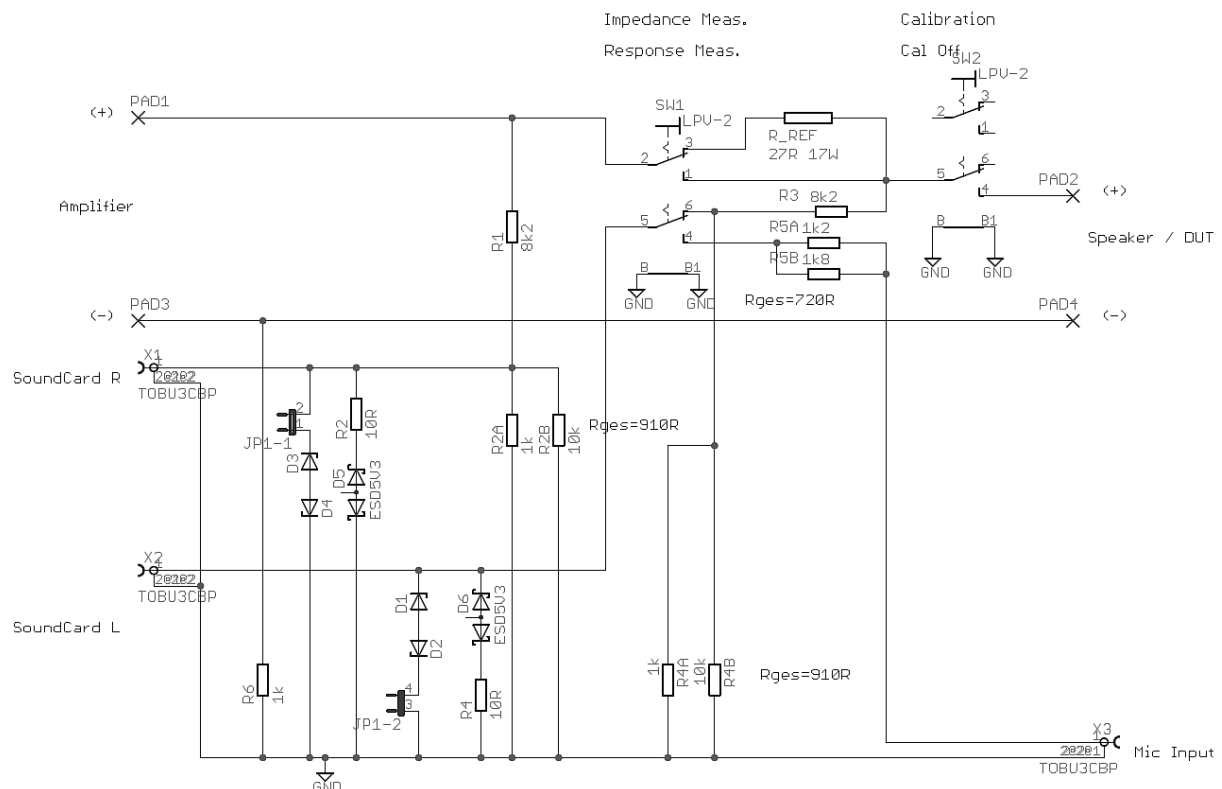 Impedance Meas.
Calibration
Response Meas.
Cal Off
SW2
LPV-2
(+)
PAD1
3
2
1
SW1
LPV-2
3
2
1
R_REF
27R 17W
6
5
4
PAD2
(+)
Amplifier
R1
8k2
6
5
4
R3
8k2
R5A
1k2
R5B
1k8
B
B1
GND
GND
Speaker / DUT
B
B1
GND
GND
Rges=720R
(-)
PAD3
PAD4
(-)
X1
1
SoundCard R
TOBU3CBP
2
1
JP1-1
R2
10R
R2A
1k
R2B
10k
Rges=910R
D3
D4
D5
ESD5V3
X2
TOBU3CBP
SoundCard L
D1
D2
D6
ESD5V3
R6
1k
4
3
JP1-2
R4
10R
1k
R4A
10k
R4B
Rges=910R
X3
1
TOBU3CBP
Mic Input
GND